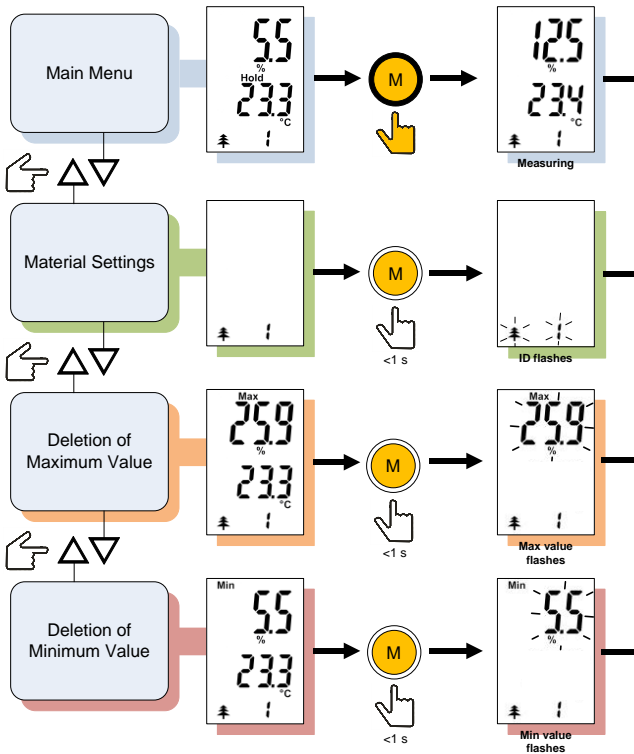 Main Menu
5.5
%
Hold
23.3
°C
1
M
12.5
%
23.4
°C
1
Measuring
Material Settings
1
M
<1 s
1
ID flashes
Deletion of
Maximum Value
Max
25.9
%
23.3
°C
1
M
<1 s
Max
25.9
%
1
Max value
flashes
Deletion of
Minimum Value
Min
5.5
%
23.3
°C
1
M
<1 s
Min
5.5
%
1
Min value
flashes